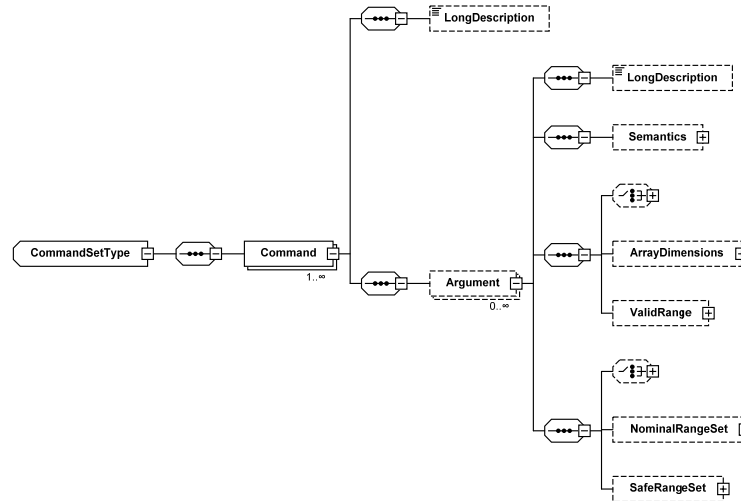 LongDescription
LongDescription
Semantics
CommandSetType
Command
1..∞
ArrayDimensions
Argument
0..∞
ValidRange
NominalRangeSet
SafeRangeSet